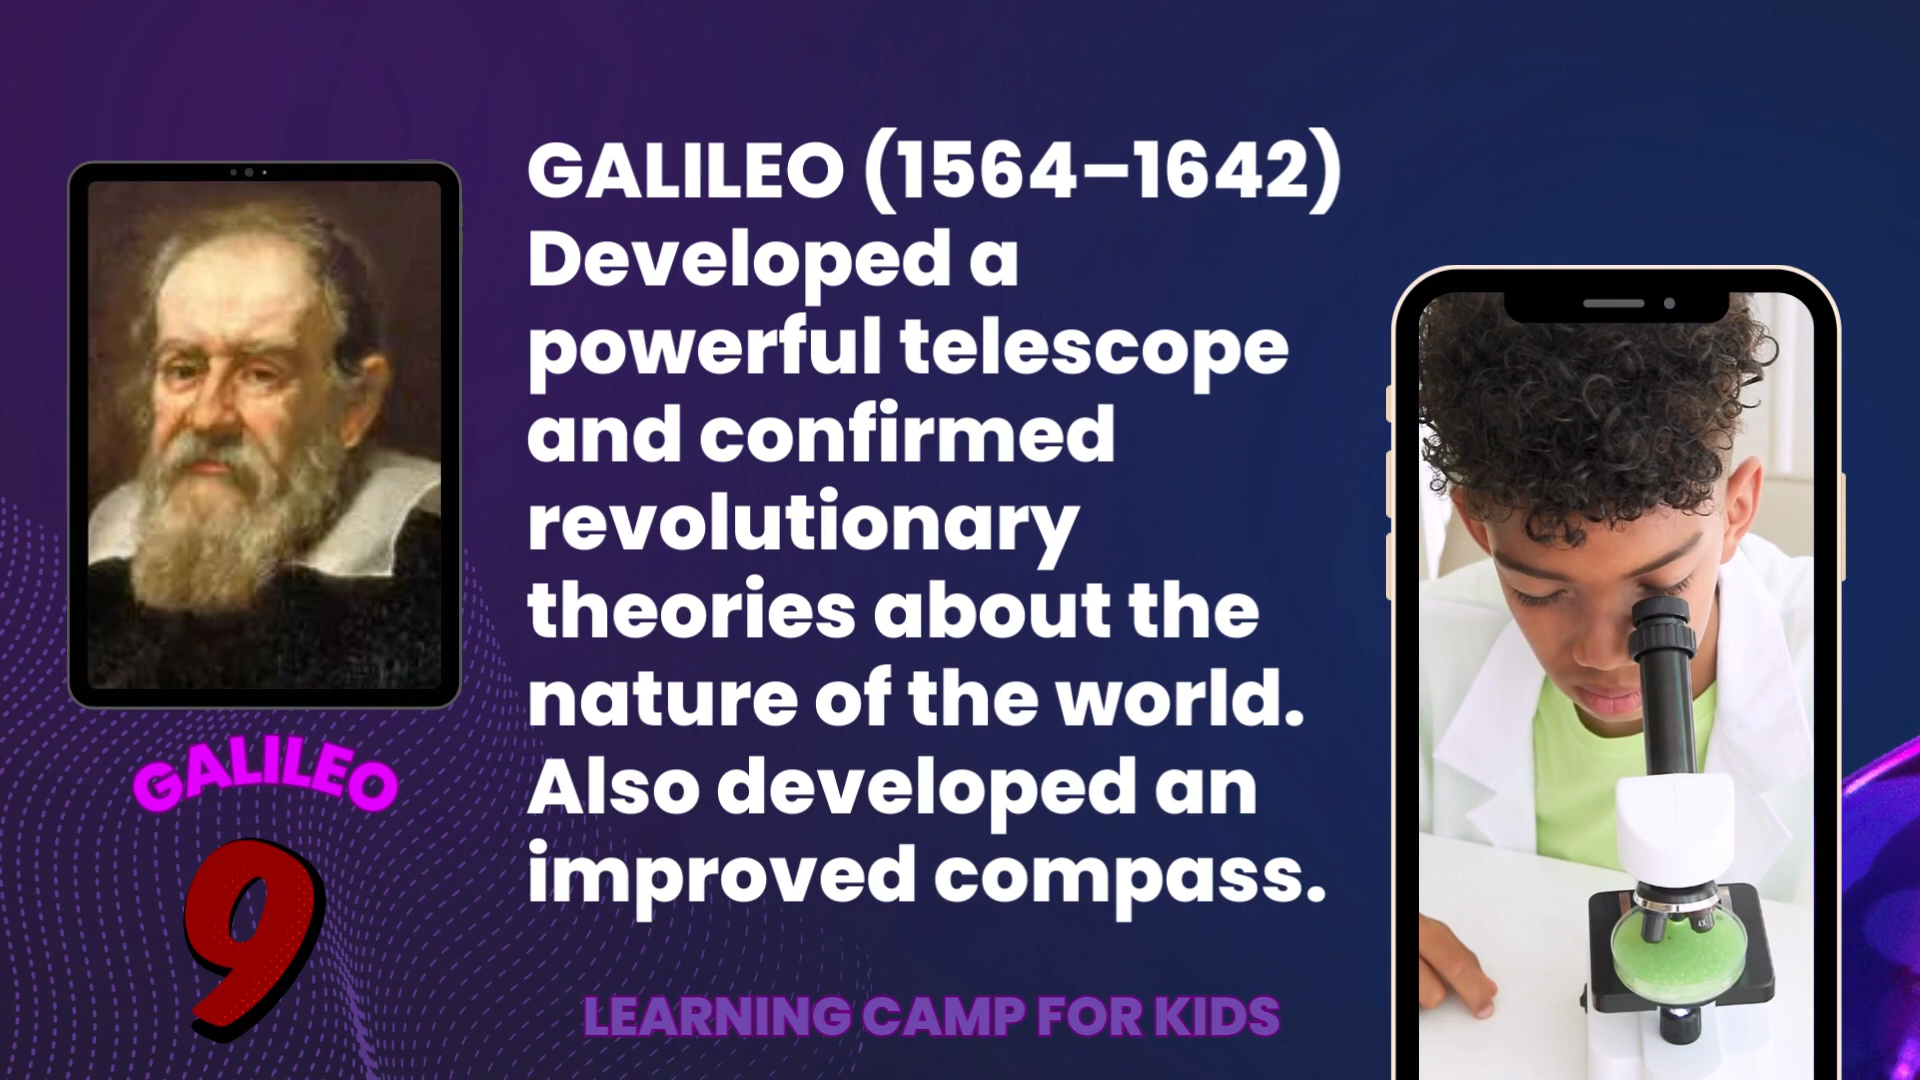 GALILEO (1564–1642)
Developed a
powerful telescope
and confirmed
revolutionary
theories about the
nature of the world.
Also developed an
improved compass.
GALILEO
9
LEARNING CAMP FOR KIDS